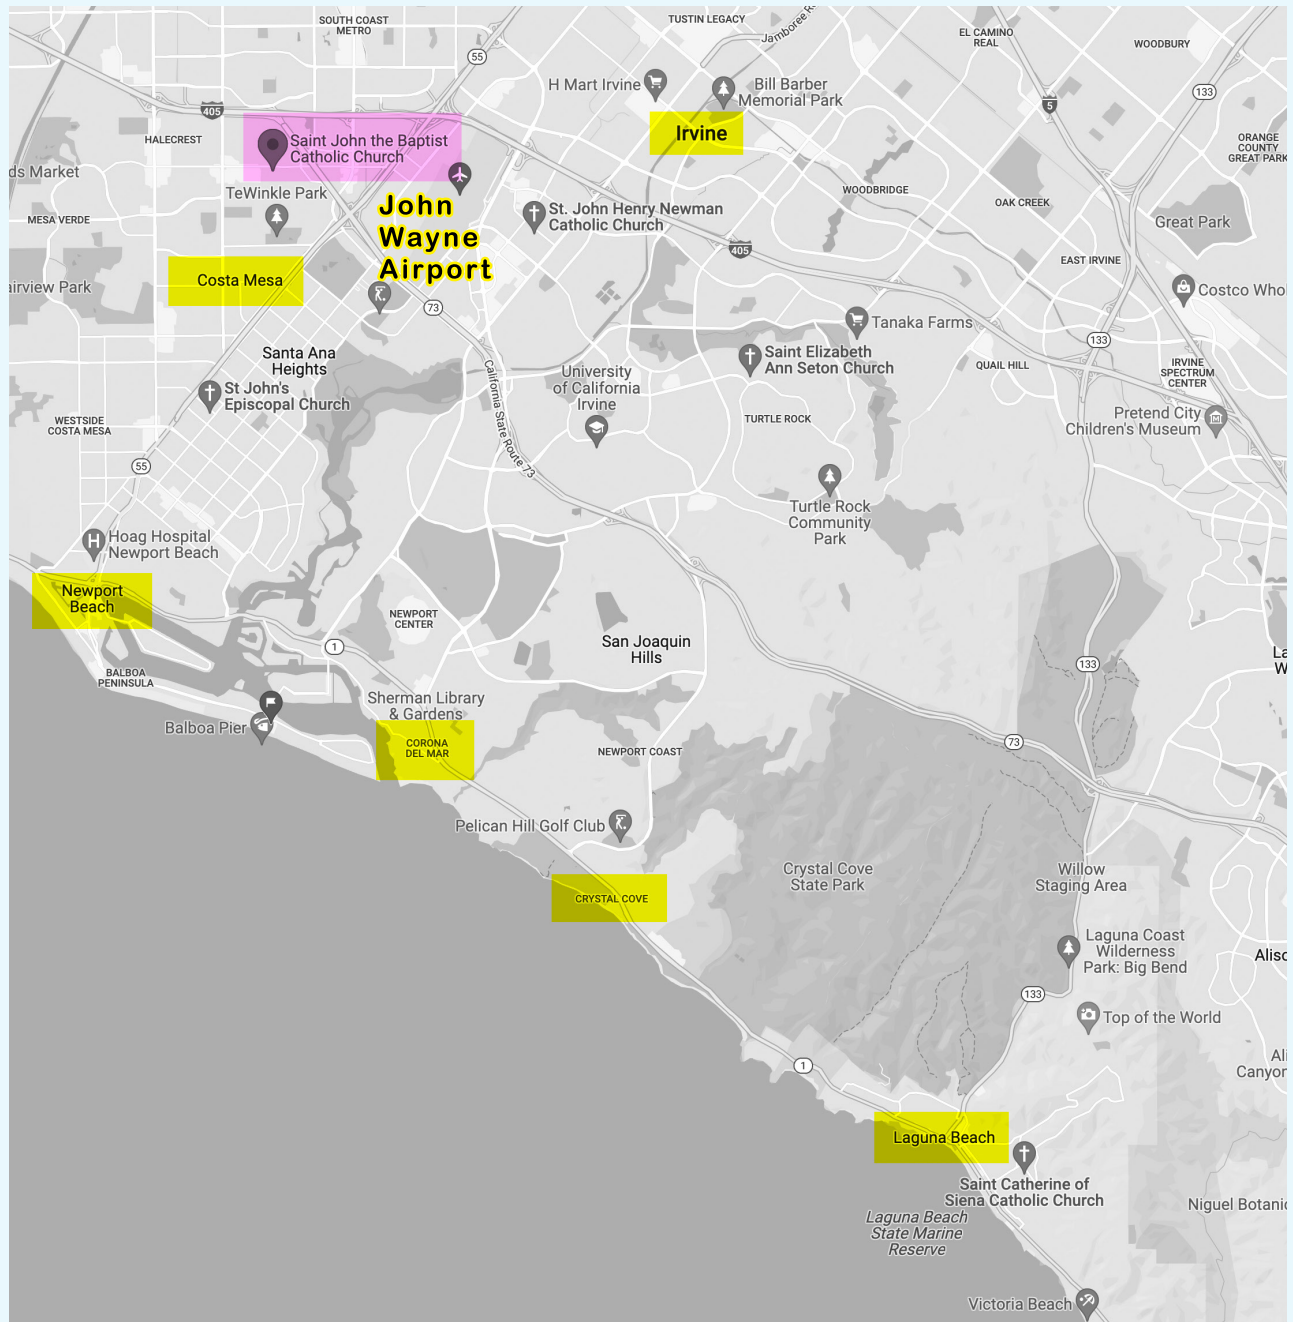 SOUTH COAST
METRO
TUSTIN LEGACY
Jamboree R
EL CAMINO
REAL
WOODBURY
55
H Mart Irvine
Bill Barber
Memorial Park
133
405
5
Irvine
HALECREST
Saint John the Baptist
Catholic Church
ORANGE
COUNTY
GREAT PARK
ds Market
TeWinkle Park
WOODBRIDGE
OAK CREEK
MESA VERDE
John
Wayne
Airport
St. John Henry Newman
Catholic Church
Great Park
405
EAST IRVINE
Costa Mesa
airview Park
Costco Whol
73
Tanaka Farms
133
Santa Ana
Heights
Saint Elizabeth
Ann Seton Church
QUAIL HILL
IRVINE
SPECTRUM
CENTER
California State Route 73
University
of California
Irvine
St John's
Episcopal Church
WESTSIDE
COSTA MESA
TURTLE ROCK
Pretend City
Children's Museum
55
Turtle Rock
Community
Park
H
Hoag Hospital
Newport Beach
Newport
Beach
NEWPORT
CENTER
1
San Joaquin
Hills
La
W
133
BALBOA
PENINSULA
Sherman Library
& Gardens
Balboa Pier
CORONA
DEL MAR
NEWPORT COAST
73
Pelican Hill Golf Club
Crystal Cove
State Park
Willow
Staging Area
CRYSTAL COVE
Laguna Coast
Wilderness
Park: Big Bend
Aliso
133
Top of the World
1
Ali
Canyon
Laguna Beach
Saint Catherine of
Siena Catholic Church
Niguel Botanic
Laguna Beach
State Marine
Reserve
Victoria Beach